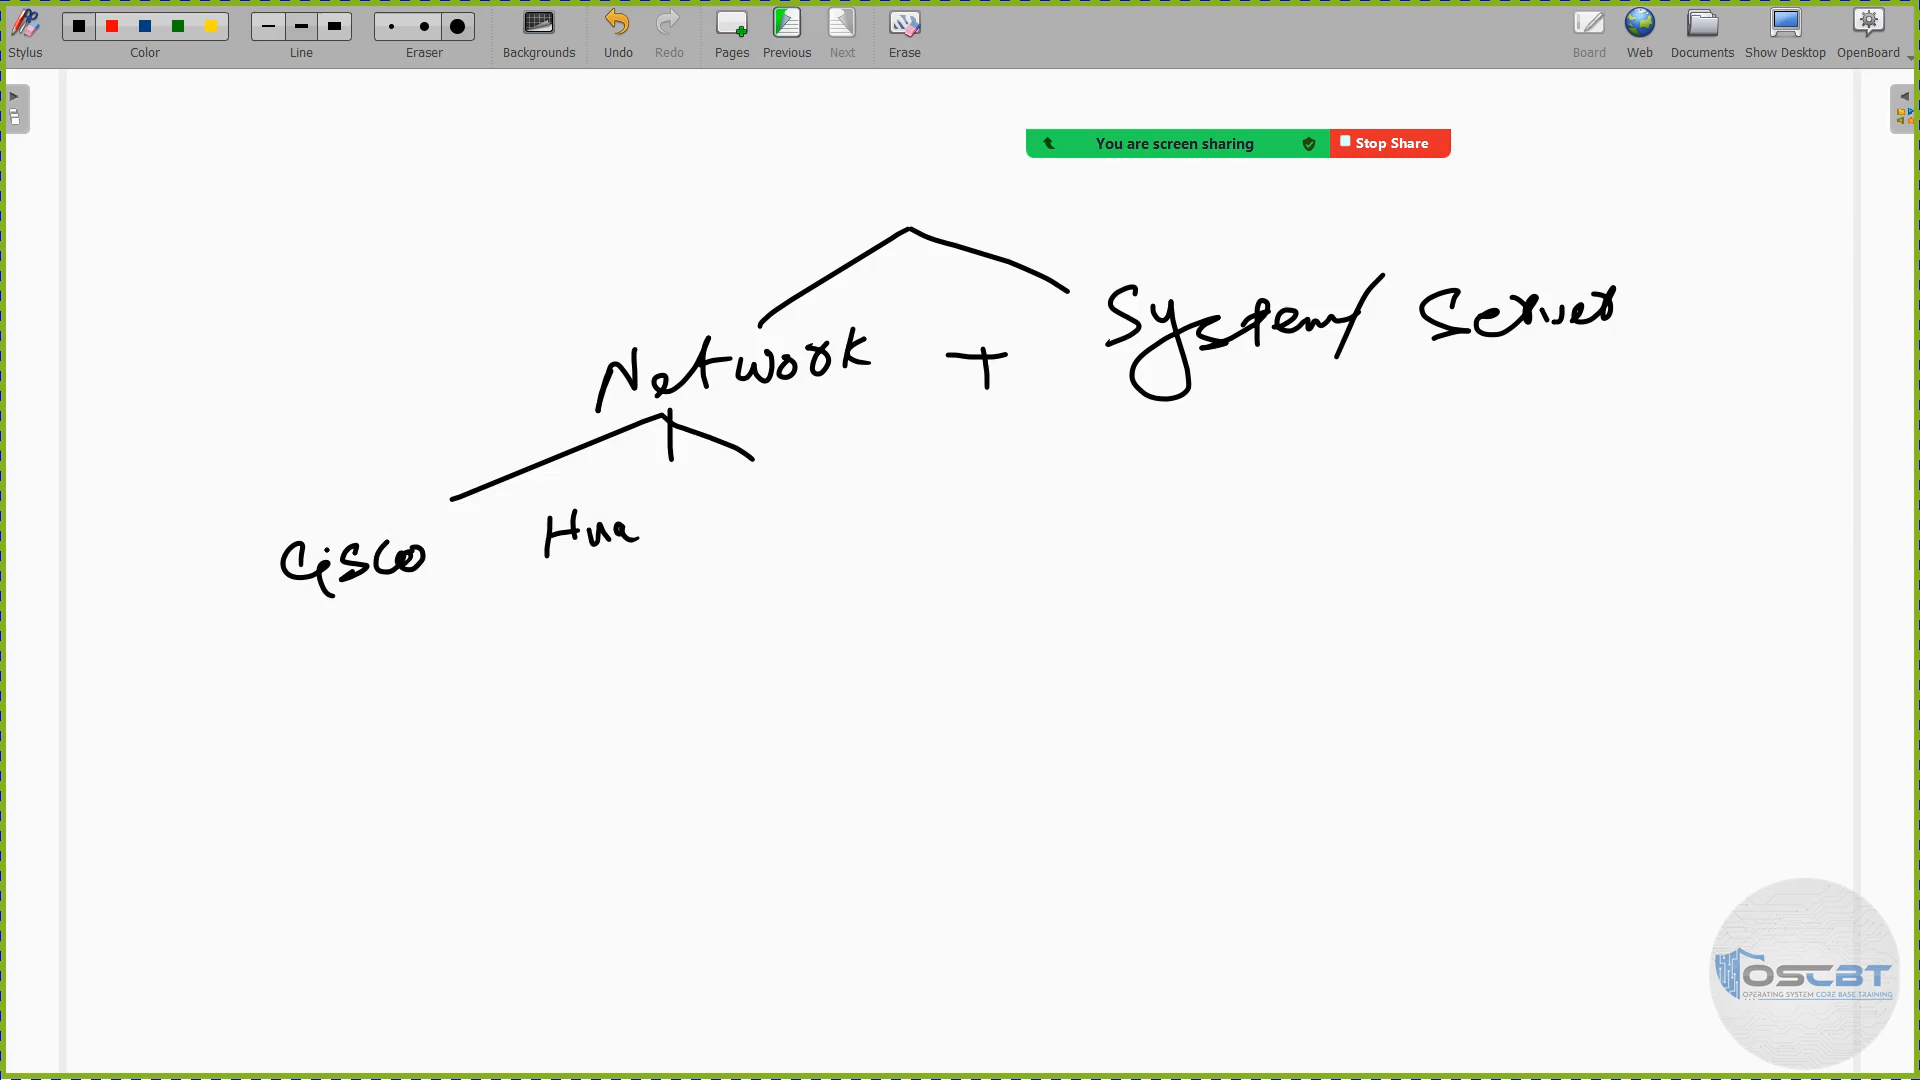 Stylus Color Line Eraser Backgrounds Undo Redo Pages Previous Next Erase Board Web Documents Show Desktop OpenBoard
You are screen sharing Stop Share
Network + System/ Server
Cisco Hua
OSCBT
OPERATING SYSTEM CORE BASE TRAINING